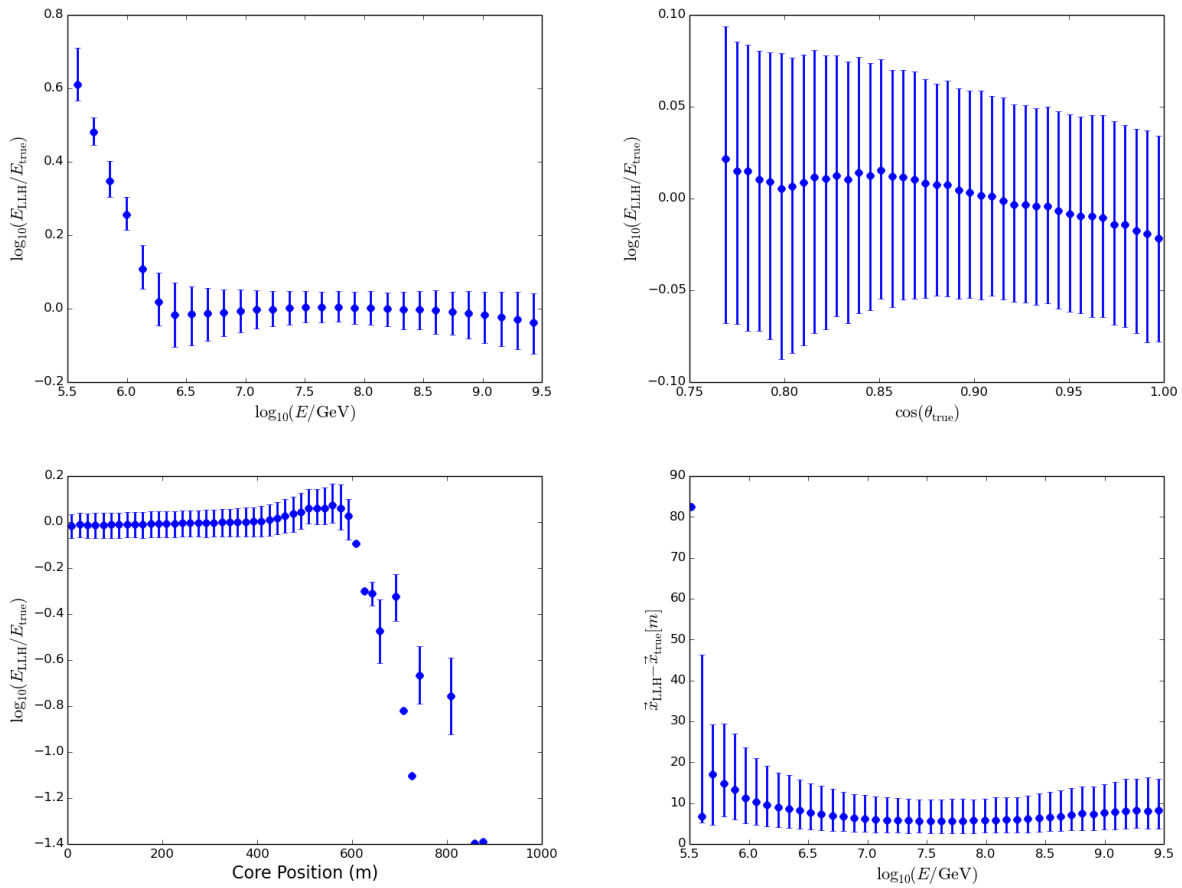 0.8
0.6
0.4
0.2
0.0
−0.2
log10(ELLH/Etrue)
5.5 6.0 6.5 7.0 7.5 8.0 8.5 9.0 9.5
log10(E/GeV)
0.10
0.05
0.00
−0.05
−0.10
log10(ELLH/Etrue)
0.75 0.80 0.85 0.90 0.95 1.00
cos(θtrue)
0.2
0.0
−0.2
−0.4
−0.6
−0.8
−1.0
−1.2
−1.4
log10(ELLH/Etrue)
0 200 400 600 800 1000
Core Position (m)
90
80
70
60
50
40
30
20
10
0
x⃗LLH−x⃗true[m]
5.5 6.0 6.5 7.0 7.5 8.0 8.5 9.0 9.5
log10(E/GeV)